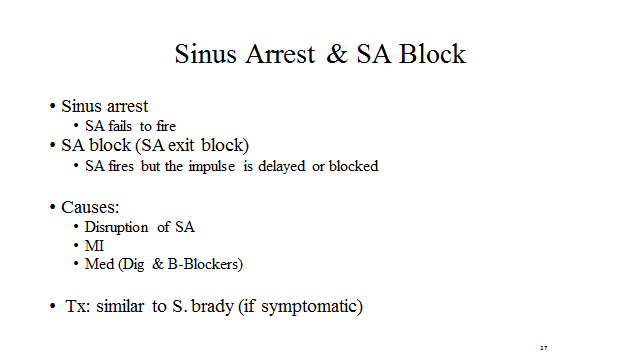 Sinus Arrest & SA Block
• Sinus arrest
• SA fails to fire
• SA block (SA exit block)
• SA fires but the impulse is delayed or blocked
• Causes:
• Disruption of SA
• MI
• Med (Dig & B-Blockers)
• Tx: similar to S. brady (if symptomatic)
17